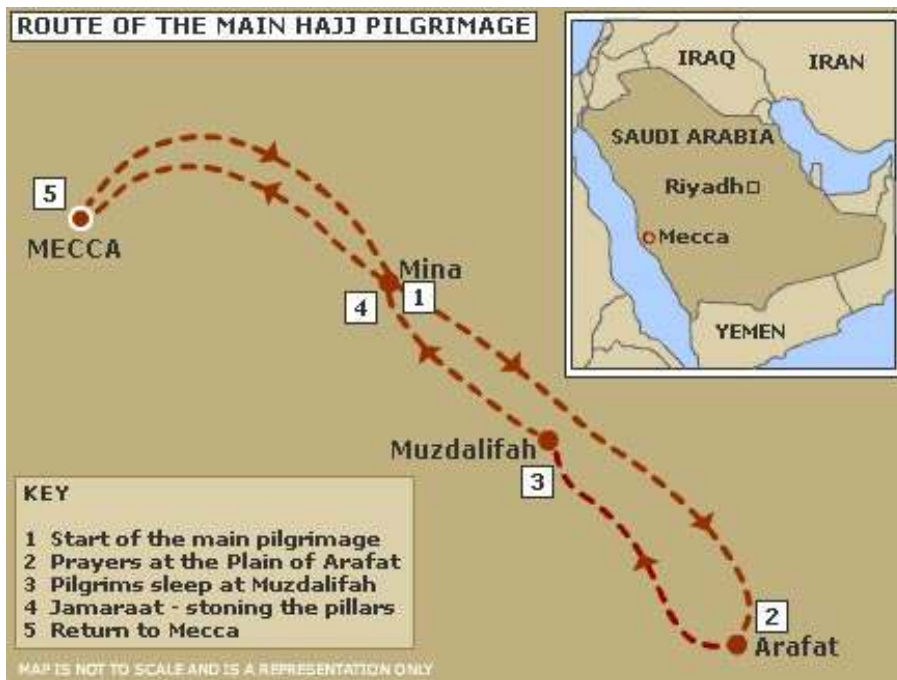 ROUTE OF THE MAIN HAJJ PILGRIMAGE
IRAQ
IRAN
SAUDI ARABIA
Riyadh
Mecca
YEMEN
5
MECCA
Mina
4
1
Muzdalifah
3
2
Arafat
KEY
1 Start of the main pilgrimage
2 Prayers at the Plain of Arafat
3 Pilgrims sleep at Muzdalifah
4 Jamaraat - stoning the pillars
5 Return to Mecca
MAP IS NOT TO SCALE AND IS A REPRESENTATION ONLY